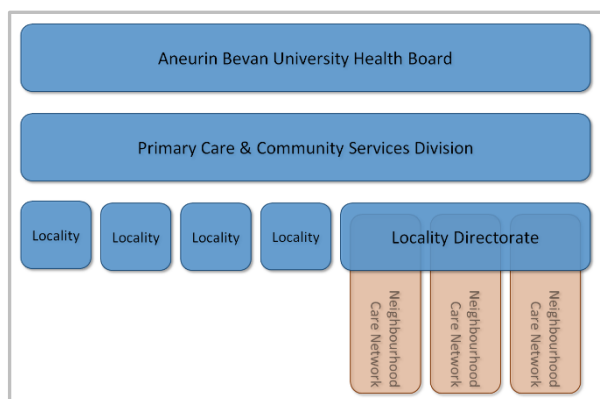 Aneurin Bevan University Health Board
Primary Care & Community Services Division
Locality
Locality
Locality
Locality
Locality Directorate
Neighbourhood
Care Network
Neighbourhood
Care Network
Neighbourhood
Care Network